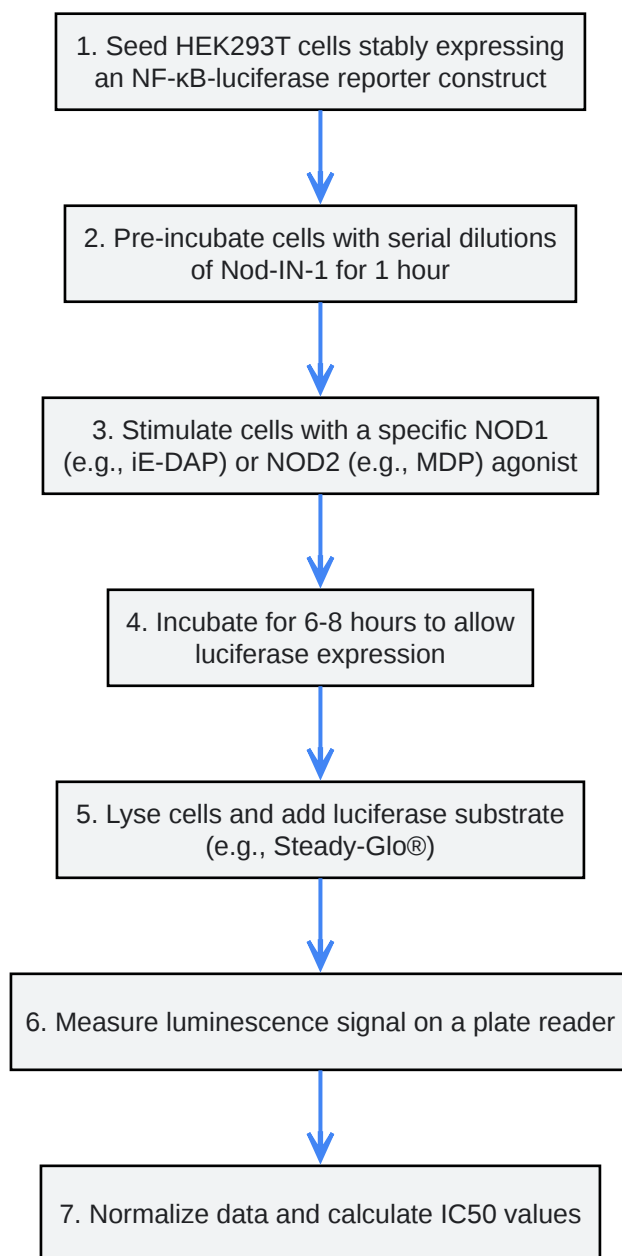 1. Seed HEK293T cells stably expressing
an NF-κB-luciferase reporter construct
2. Pre-incubate cells with serial dilutions
of Nod-IN-1 for 1 hour
3. Stimulate cells with a specific NOD1
(e.g., iE-DAP) or NOD2 (e.g., MDP) agonist
4. Incubate for 6-8 hours to allow
luciferase expression
5. Lyse cells and add luciferase substrate
(e.g., Steady-Glo®)
6. Measure luminescence signal on a plate reader
7. Normalize data and calculate IC50 values